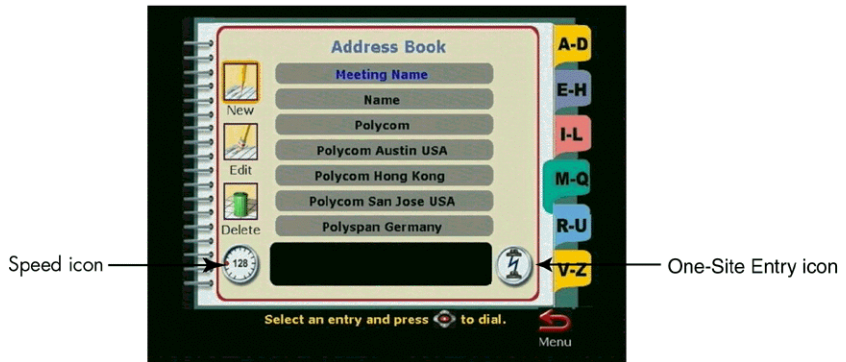 Address Book
A-D
Meeting Name
E-H
Name
New
Polycom
I-L
Polycom Austin USA
Edit
Polycom Hong Kong
M-Q
Polycom San Jose USA
Polyspan Germany
R-U
Delete
Speed icon
128
V-Z
One-Site Entry icon
Select an entry and press to dial.
Menu